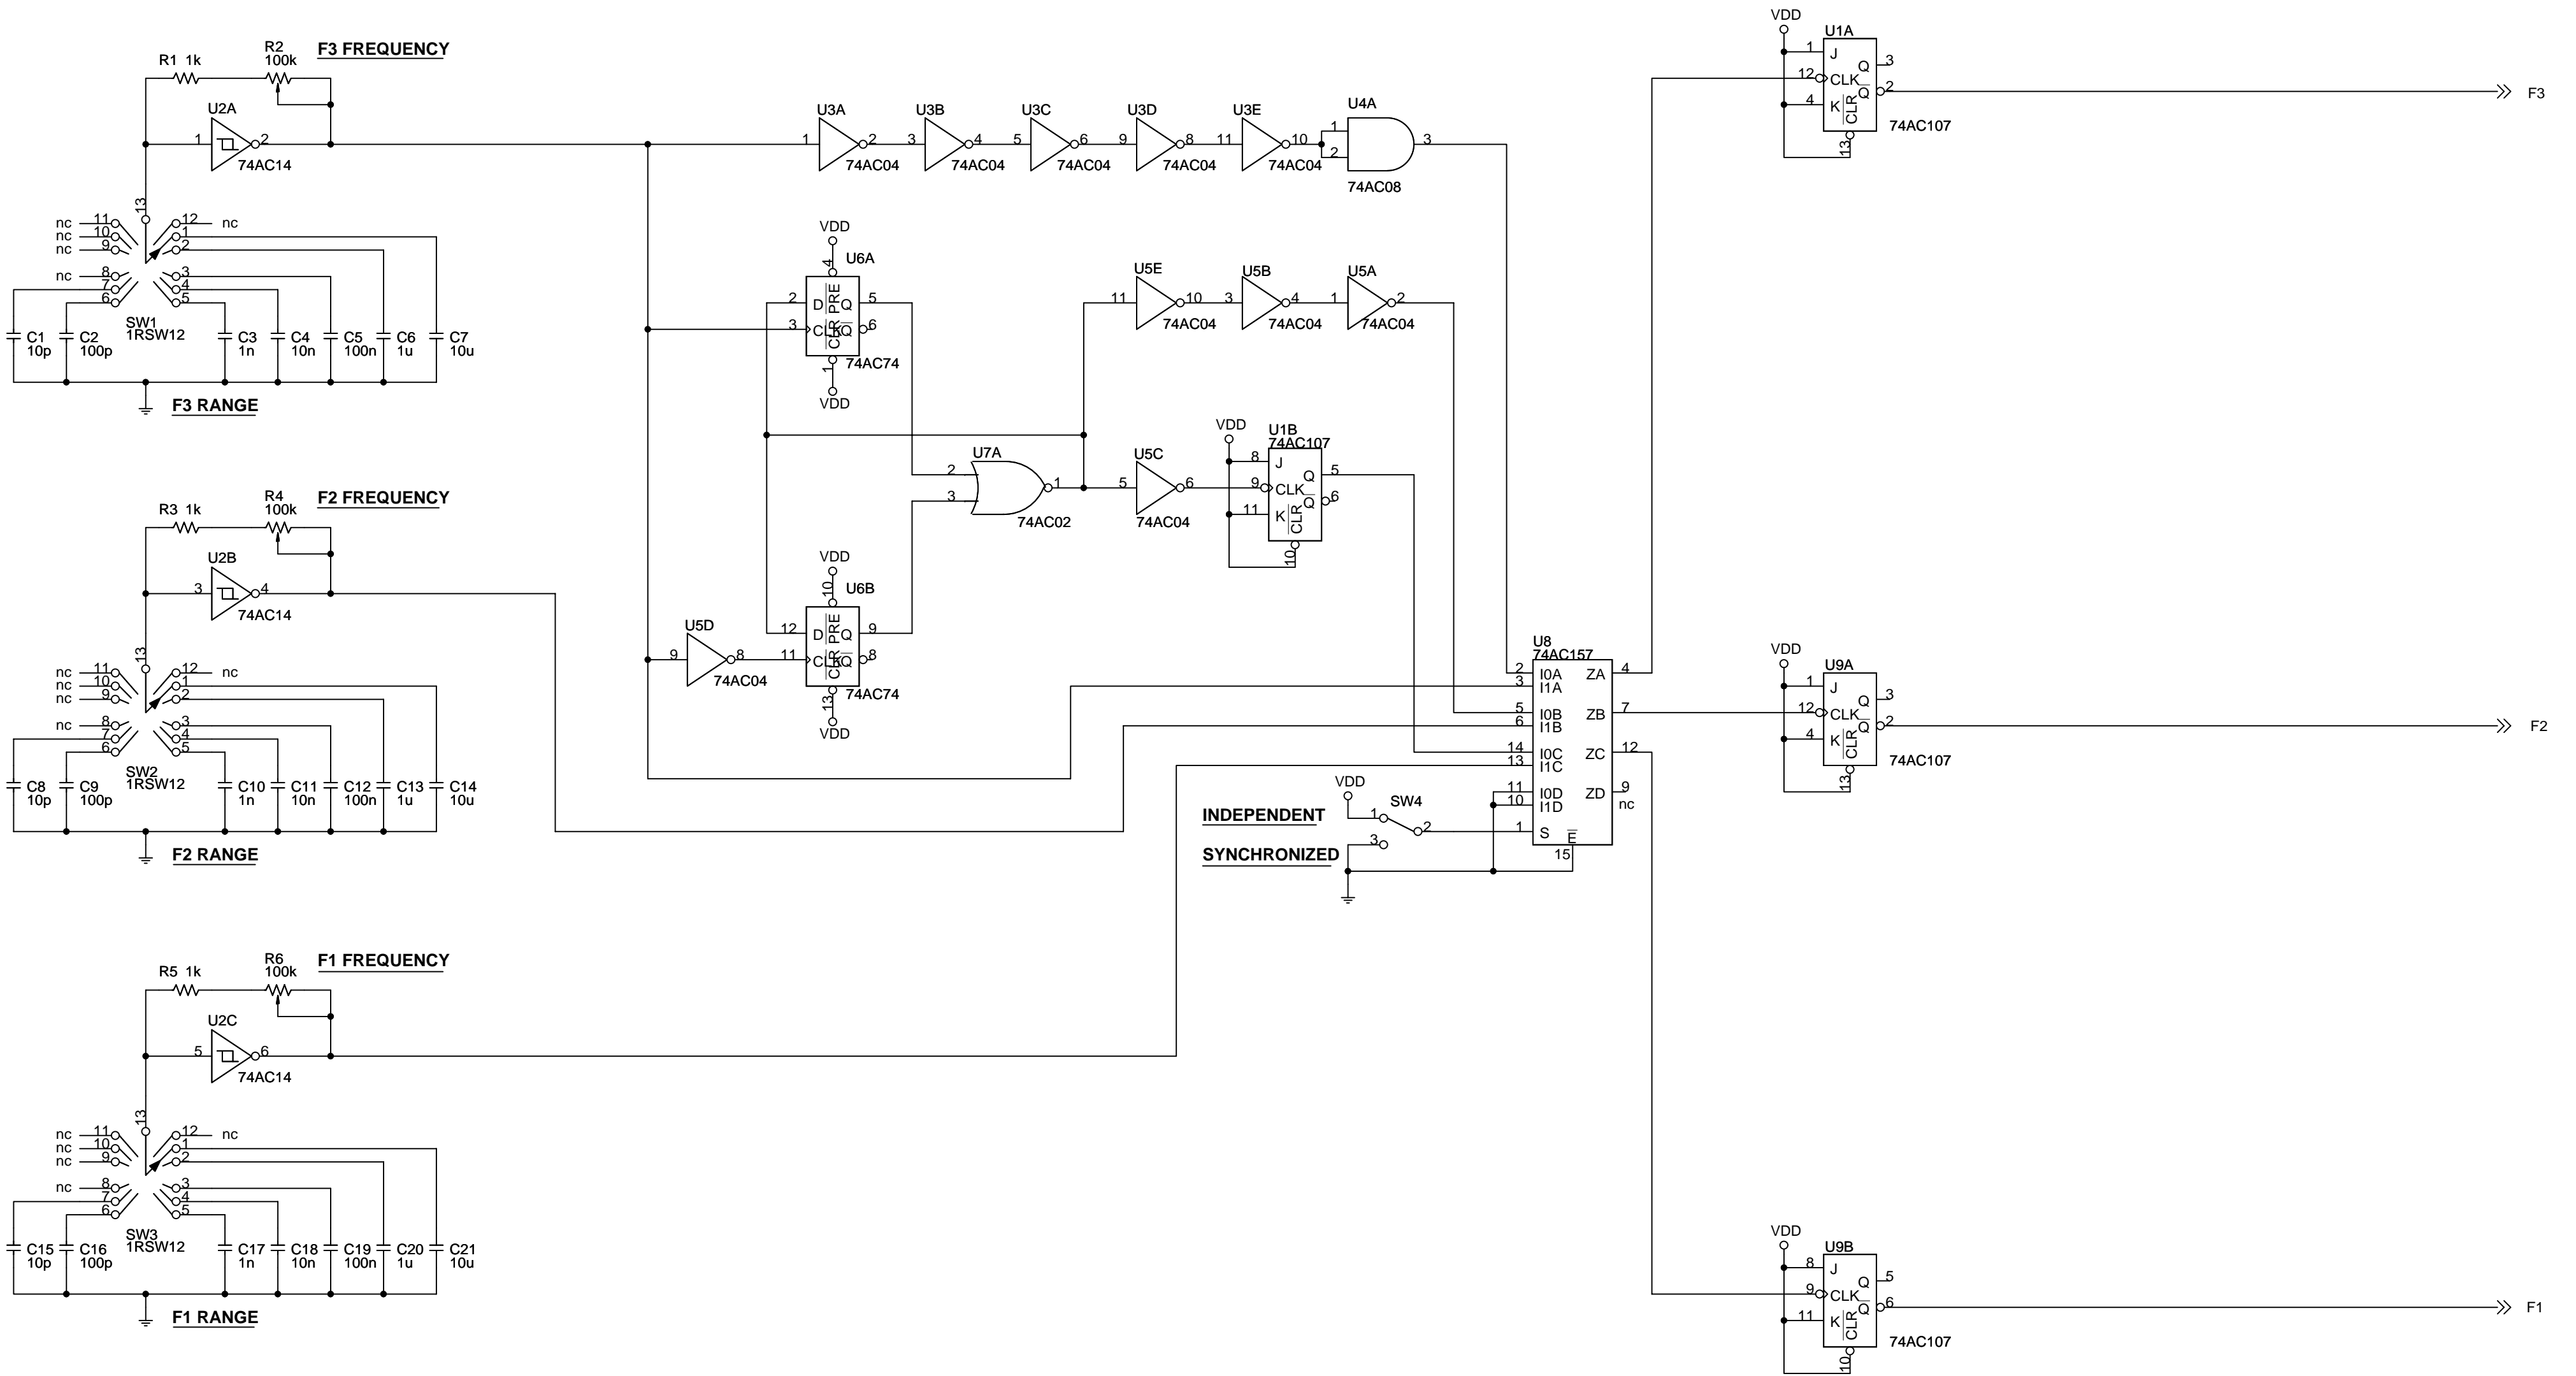 VDD
U1A
1 J
Q 3
12 CLK
Q 2
4 K CLR
13
74AC107
F3
R1 1k
R2
100k
F3 FREQUENCY
U2A
1
2
74AC14
U3A
1
2
74AC04
U3B
3
4
74AC04
U3C
5
6
74AC04
U3D
9
8
74AC04
U3E
11
10
74AC04
U4A
1
2
3
74AC08
13
nc 11
nc 10
nc 9
nc 8
7
6
12 nc
1
2
3
4
5
SW1
1RSW12
C1
10p
C2
100p
C3
1n
C4
10n
C5
100n
C6
1u
C7
10u
F3 RANGE
VDD
4
U6A
2 D PRE Q 5
3 CLK Q 6
CLR
74AC74
1
VDD
U5E
11
10
74AC04
U5B
3
4
74AC04
U5A
1
2
74AC04
U7A
2
3
1
74AC02
U5C
5
6
74AC04
VDD
U1B
74AC107
8 J
Q 5
9 CLK
Q 6
11 K CLR
10
R3 1k
R4
100k
F2 FREQUENCY
U2B
3
4
74AC14
13
nc 11
nc 10
nc 9
nc 8
7
6
12 nc
1
2
3
4
5
SW2
1RSW12
C8
10p
C9
100p
C10
1n
C11
10n
C12
100n
C13
1u
C14
10u
F2 RANGE
U5D
9
8
74AC04
VDD
10
U6B
12 D PRE Q 9
11 CLK Q 8
CLR
74AC74
13
VDD
U8
74AC157
2 I0A ZA 4
3 I1A
5 I0B ZB 7
6 I1B
14 I0C ZC 12
13 I1C
11 I0D ZD 9
10 I1D nc
1 S E
15
VDD
SW4
1
2
3
INDEPENDENT
SYNCHRONIZED
VDD
U9A
1 J
Q 3
12 CLK
Q 2
4 K CLR
13
74AC107
F2
R5 1k
R6
100k
F1 FREQUENCY
U2C
5
6
74AC14
13
nc 11
nc 10
nc 9
nc 8
7
6
12 nc
1
2
3
4
5
SW3
1RSW12
C15
10p
C16
100p
C17
1n
C18
10n
C19
100n
C20
1u
C21
10u
F1 RANGE
VDD
U9B
8 J
Q 5
9 CLK
Q 6
11 K CLR
10
74AC107
F1